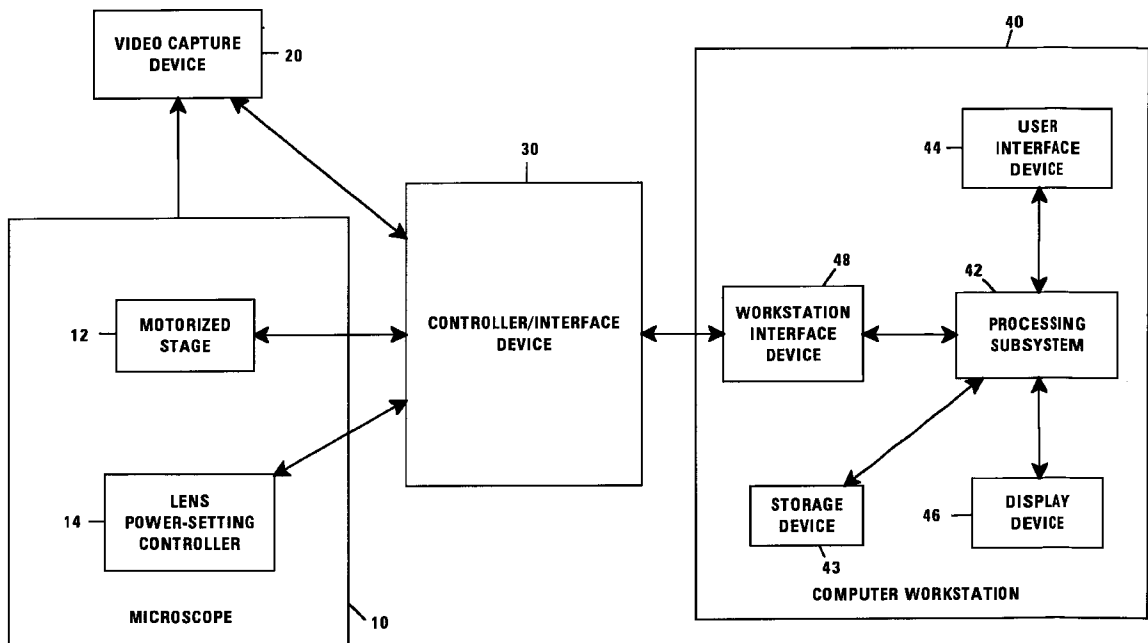 VIDEO CAPTURE
DEVICE
20
40
30
USER
INTERFACE
DEVICE
44
12
MOTORIZED
STAGE
CONTROLLER/INTERFACE
DEVICE
48
WORKSTATION
INTERFACE
DEVICE
42
PROCESSING
SUBSYSTEM
14
LENS
POWER-SETTING
CONTROLLER
STORAGE
DEVICE
43
46
DISPLAY
DEVICE
MICROSCOPE
10
COMPUTER WORKSTATION